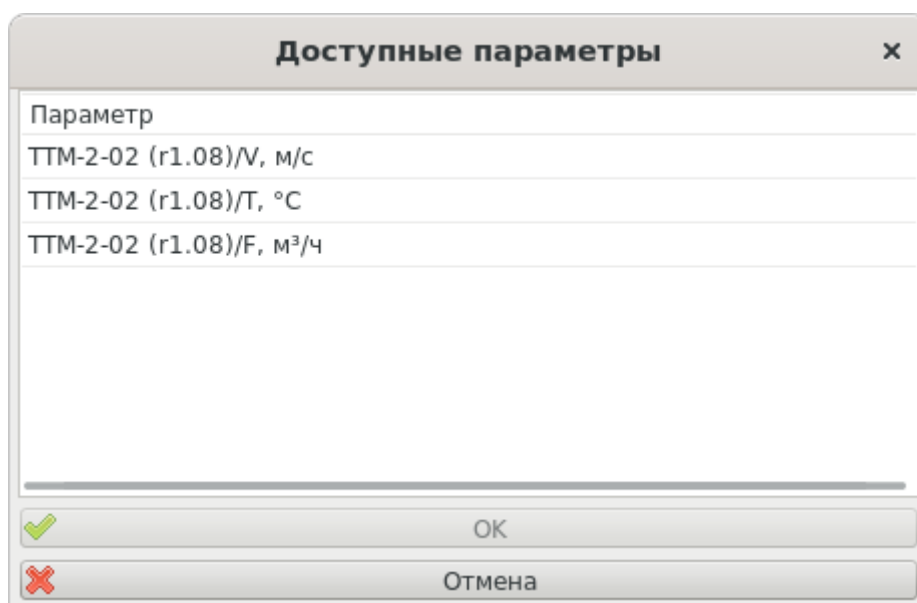 Доступные параметры
Параметр
ТТМ-2-02 (r1.08)/V, м/с
ТТМ-2-02 (r1.08)/T, °C
ТТМ-2-02 (r1.08)/F, м³/ч
OK
Отмена